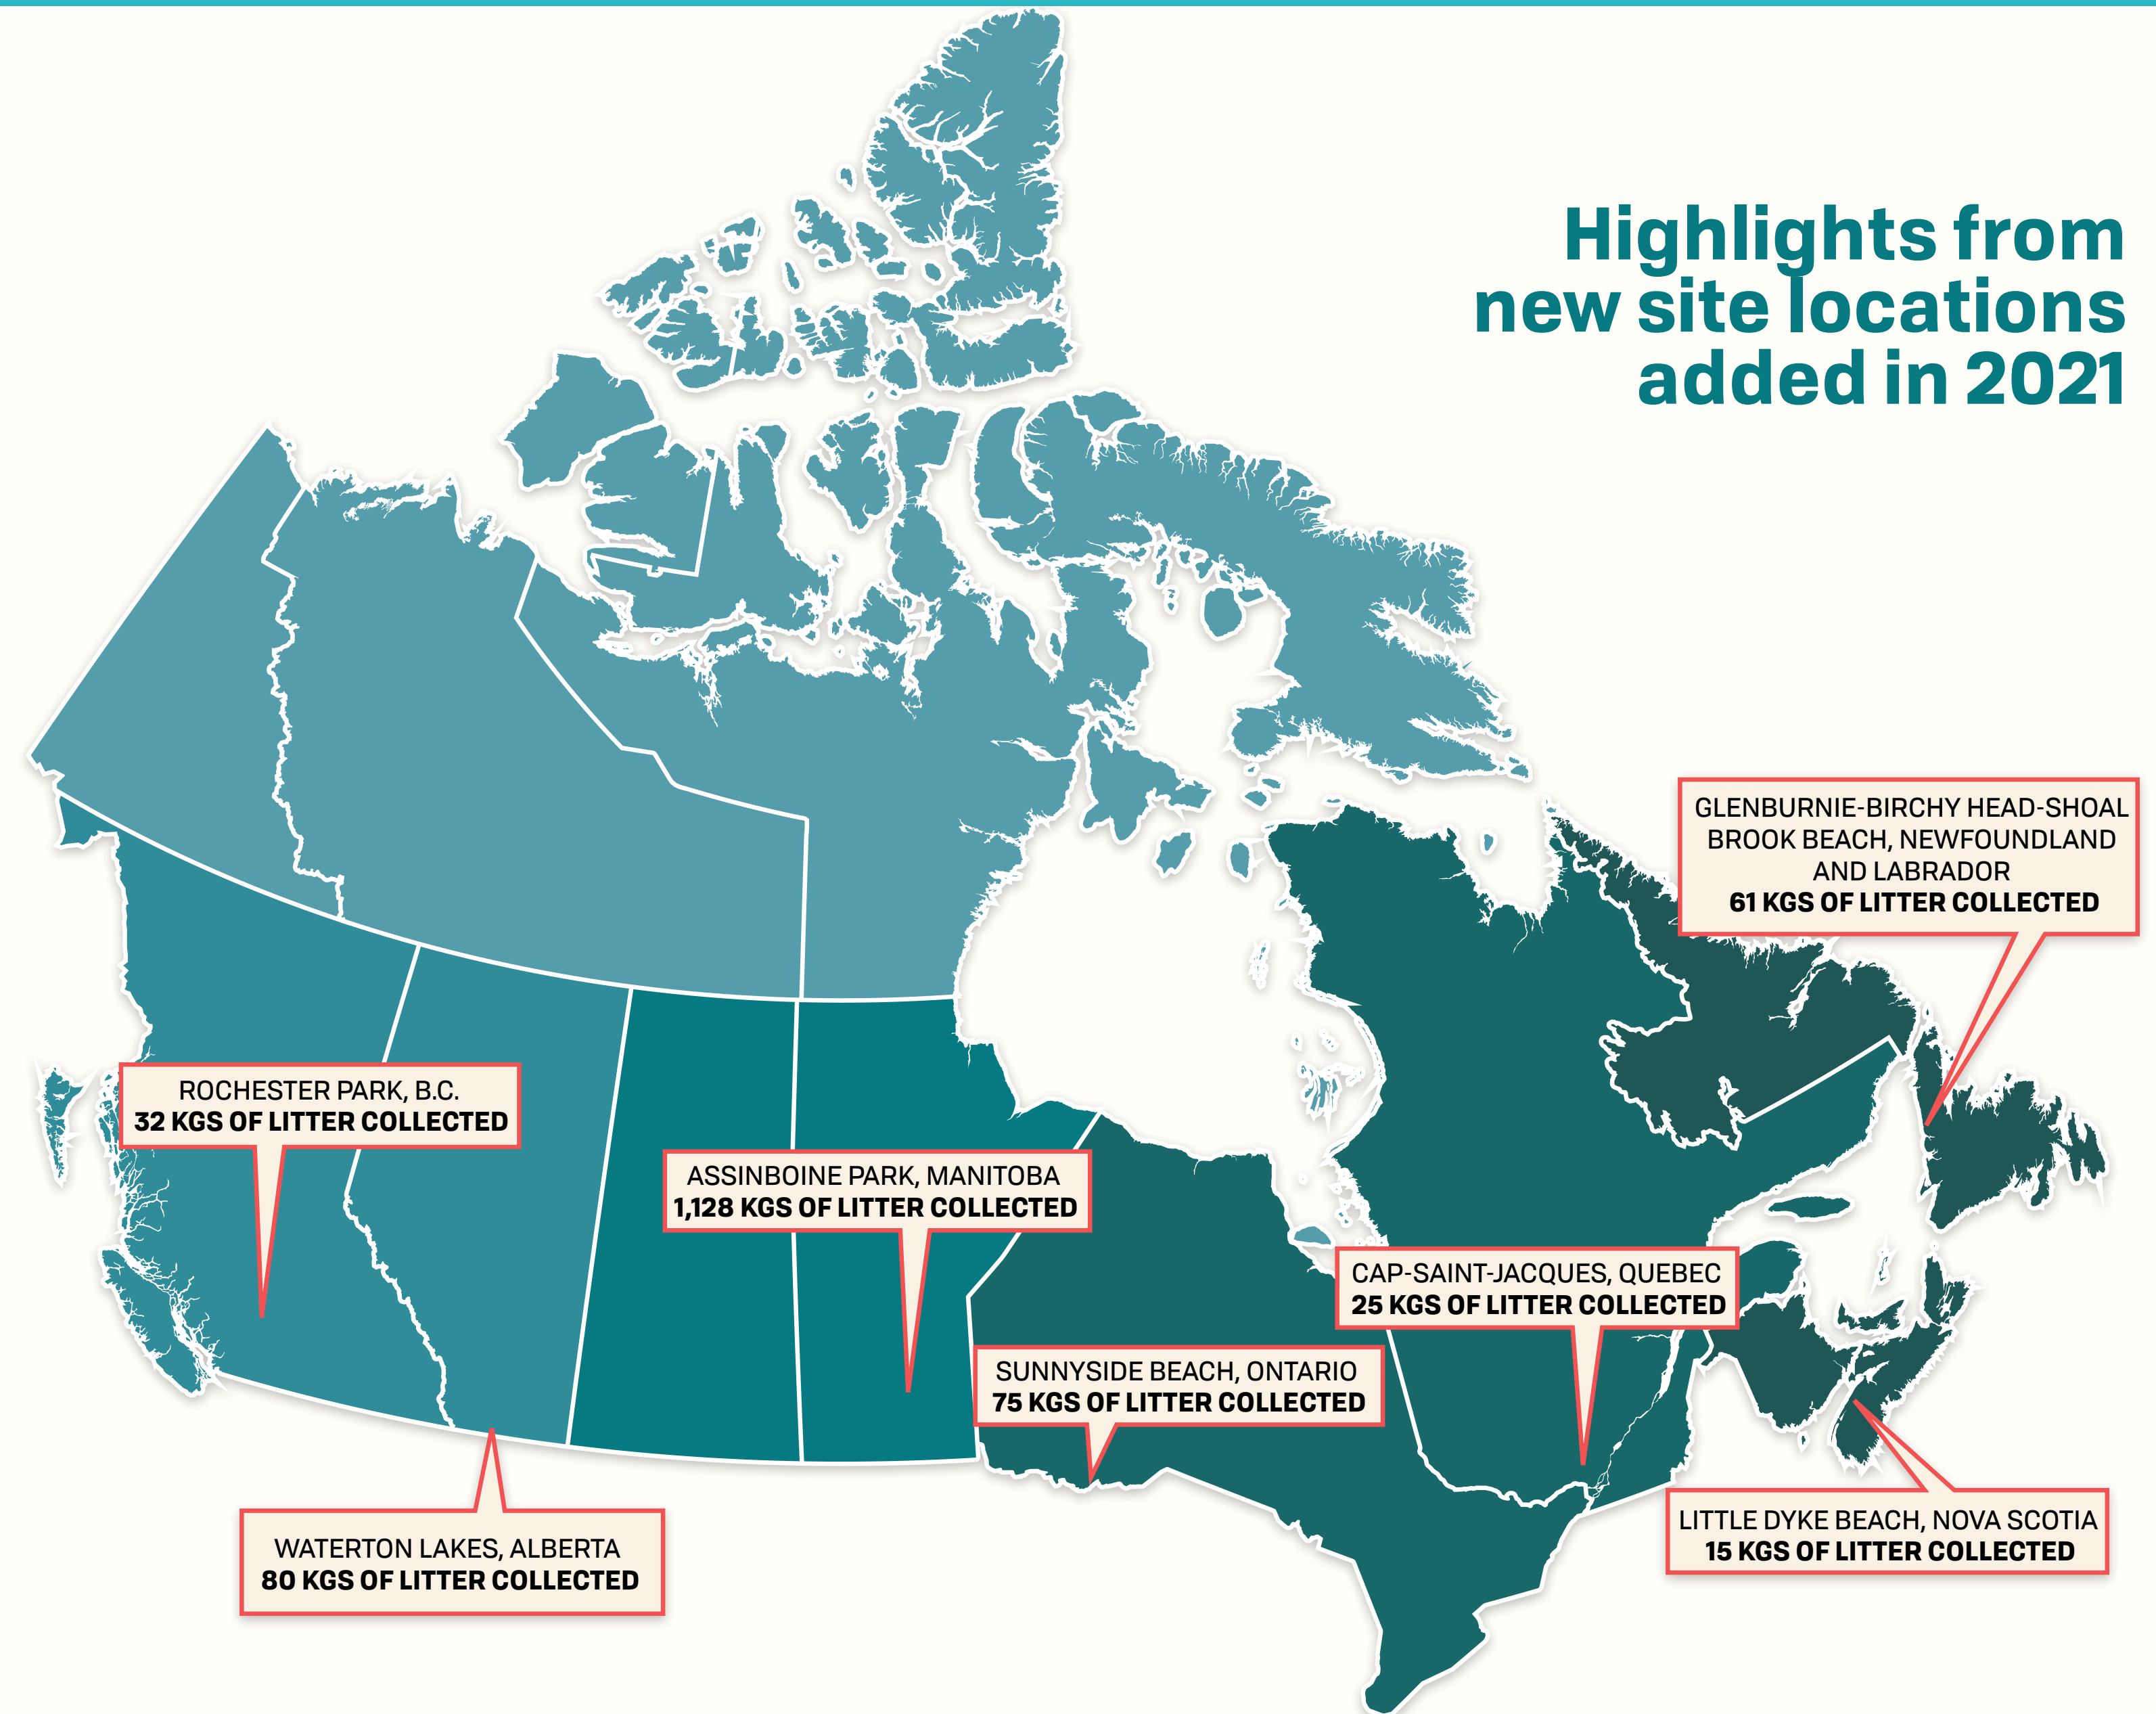 Highlights from
new site locations
added in 2021
GLENBURNIE-BIRCHY HEAD-SHOAL
BROOK BEACH, NEWFOUNDLAND
AND LABRADOR
61 KGS OF LITTER COLLECTED
ROCHESTER PARK, B.C.
32 KGS OF LITTER COLLECTED
ASSINBOINE PARK, MANITOBA
1,128 KGS OF LITTER COLLECTED
CAP-SAINT-JACQUES, QUEBEC
25 KGS OF LITTER COLLECTED
SUNNYSIDE BEACH, ONTARIO
75 KGS OF LITTER COLLECTED
LITTLE DYKE BEACH, NOVA SCOTIA
15 KGS OF LITTER COLLECTED
WATERTON LAKES, ALBERTA
80 KGS OF LITTER COLLECTED